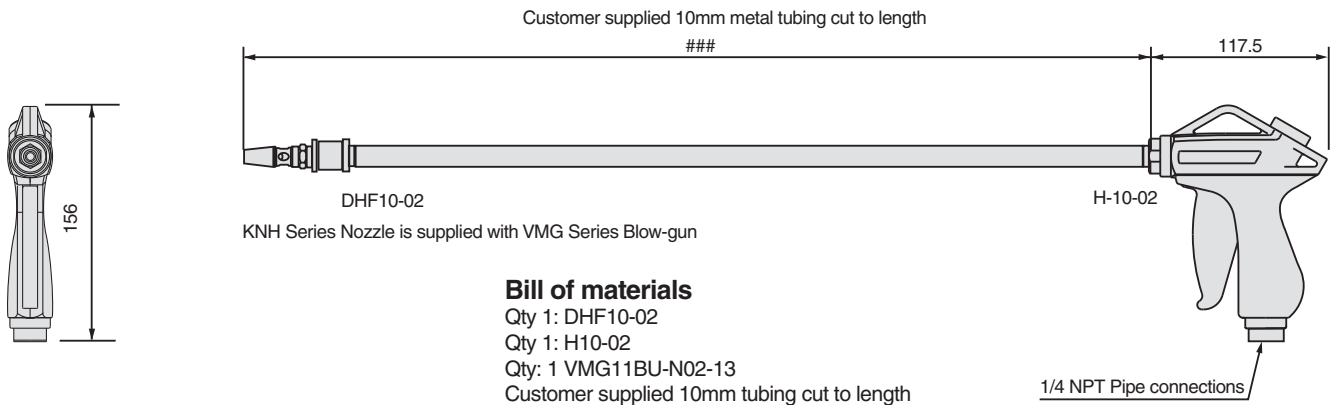 Customer supplied 10mm metal tubing cut to length
###
117.5
156
DHF10-02
H-10-02
KNH Series Nozzle is supplied with VMG Series Blow-gun
Bill of materials
Qty 1: DHF10-02
Qty 1: H10-02
Qty: 1 VMG11BU-N02-13
Customer supplied 10mm tubing cut to length
1/4 NPT Pipe connections